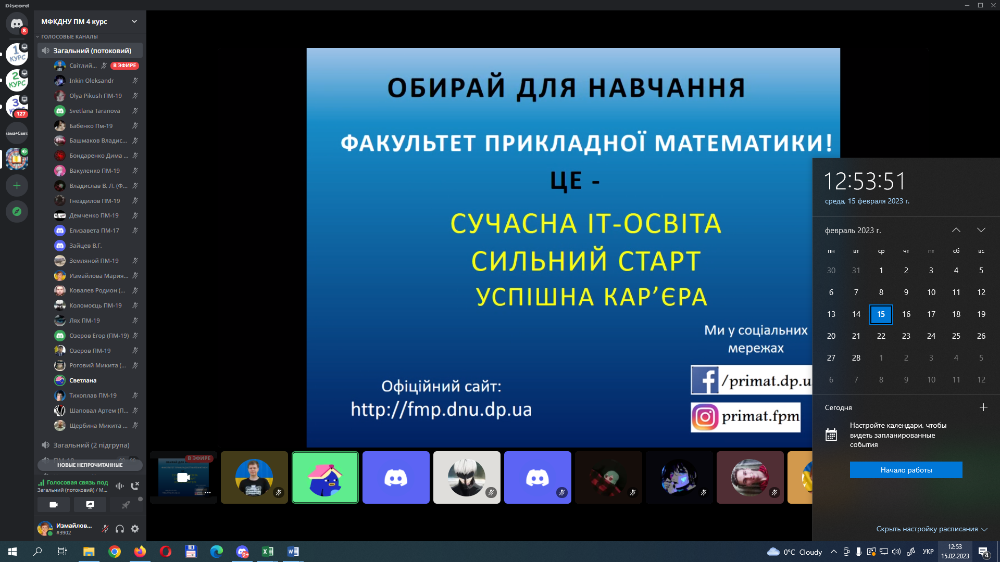 Discord
8
МФКДНУ ПМ 4 курс
ГОЛОСОВЫЕ КАНАЛЫ
Загальний (потоковий)
Світлий... В ЭФИРЕ
Inkin Oleksandr
Olya Pikush ПМ-19
Svetlana Taranova
Бабенко Пм-19
Башмаков Владис...
Бондаренко Дима ...
Вакуленко ПМ-19
Владислав В. Л. (Ф...
Гнездилов ПМ-19
Демченко ПМ-19
Елизавета ПМ-17
Зайцев В.Г.
Земляной ПМ-19
Измайлова Мария...
Ковалев Родион (...
Коломоєць ПМ-19
Лях ПМ-19
Озеров Егор (ПМ-19)
Озеров ПМ-19
Роговий Микита (...
Светлана
Тихоплав ПМ-19
Шаповал Артем (П...
Щербина Микита ...
Загальний (2 підгрупа)
НОВЫЕ НЕПРОЧИТАННЫЕ
Голосовая связь под
Загальний (потоковий) / М...
Измайлов...
#3902
1
КУРС
2
КУРС
3
127
мама+Свет
ОБИРАЙ ДЛЯ НАВЧАННЯ
ФАКУЛЬТЕТ ПРИКЛАДНОЇ МАТЕМАТИКИ!
ЦЕ -
СУЧАСНА ІТ-ОСВІТА
СИЛЬНИЙ СТАРТ
УСПІШНА КАР’ЄРА
Ми у соціальних
мережах
/primat.dp.u
primat.fpm
Офіційний сайт:
http://fmp.dnu.dp.ua
В ЭФИРЕ
12:53:51
среда, 15 февраля 2023 г.
февраль 2023 г.
пн вт ср чт пт сб вс
30 31 1 2 3 4 5
6 7 8 9 10 11 12
13 14 15 16 17 18 19
20 21 22 23 24 25 26
27 28 1 2 3 4 5
6 7 8 9 10 11 12
Сегодня
Настройте календари, чтобы
видеть запланированные
события
Начало работы
Скрыть настройку расписания
9+
0°C Cloudy
УКР
12:53
15.02.2023
4